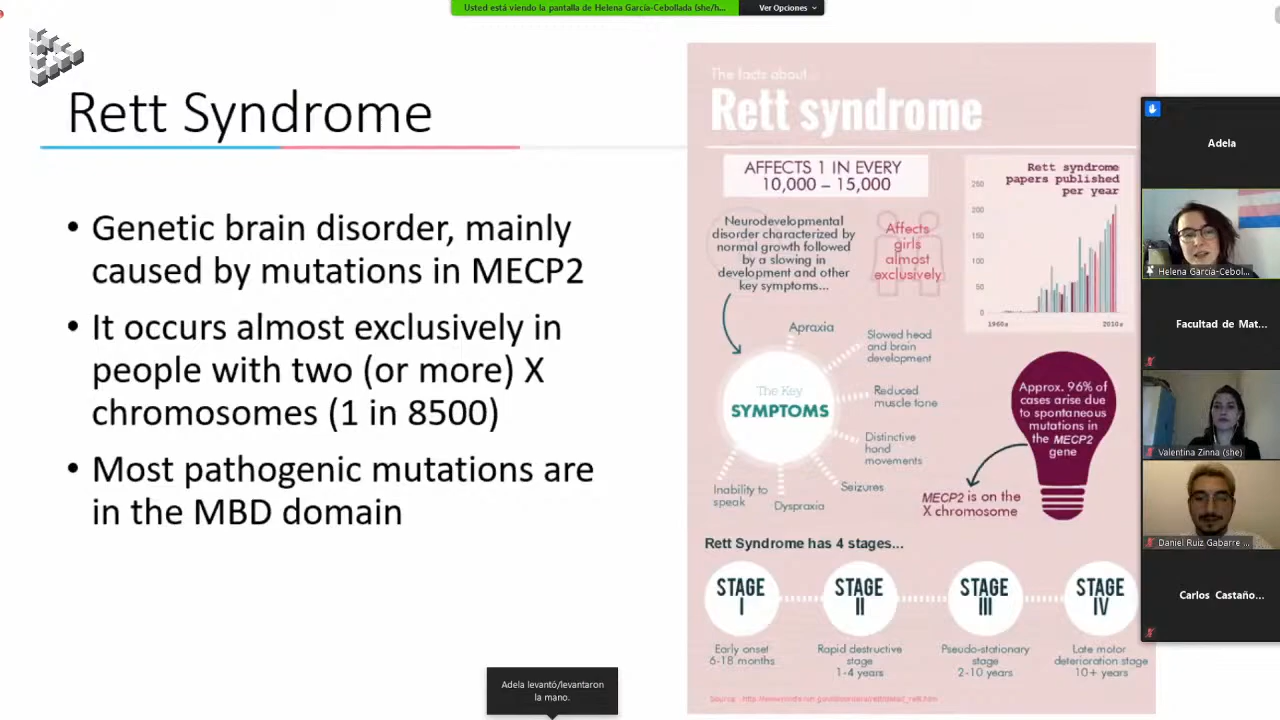 Usted está viendo la pantalla de Helena García-Cebollada (she/h...
Ver Opciones
Rett Syndrome
• Genetic brain disorder, mainly
caused by mutations in MECP2
• It occurs almost exclusively in
people with two (or more) X
chromosomes (1 in 8500)
• Most pathogenic mutations are
in the MBD domain
The facts about...
Rett syndrome
AFFECTS 1 IN EVERY
10,000 – 15,000
Neurodevelopmental
disorder characterized by
normal growth followed
by a slowing in
development and other
key symptoms...
Affects
girls
almost
exclusively
Rett syndrome
papers published
per year
250
200
150
100
50
0
1960s
2010s
The Key
SYMPTOMS
Apraxia
Slowed head
and brain
development
Reduced
muscle tone
Distinctive
hand
movements
Seizures
Dyspraxia
Inability to
speak
Approx. 96% of
cases arise due
to spontaneous
mutations in
the MECP2
gene
MECP2 is on the
X chromosome
Rett Syndrome has 4 stages...
STAGE
I
STAGE
II
STAGE
III
STAGE
IV
Early onset
6-18 months
Rapid destructive
stage
1-4 years
Pseudo-stationary
stage
2-10 years
Late motor
deterioration stage
10+ years
Source :
Adela
Helena García-Cebol...
Facultad de Mat...
Valentina Zinna (she)
Daniel Ruiz Gabarre ...
Carlos Castaño...
Adela levantó/levantaron
la mano.